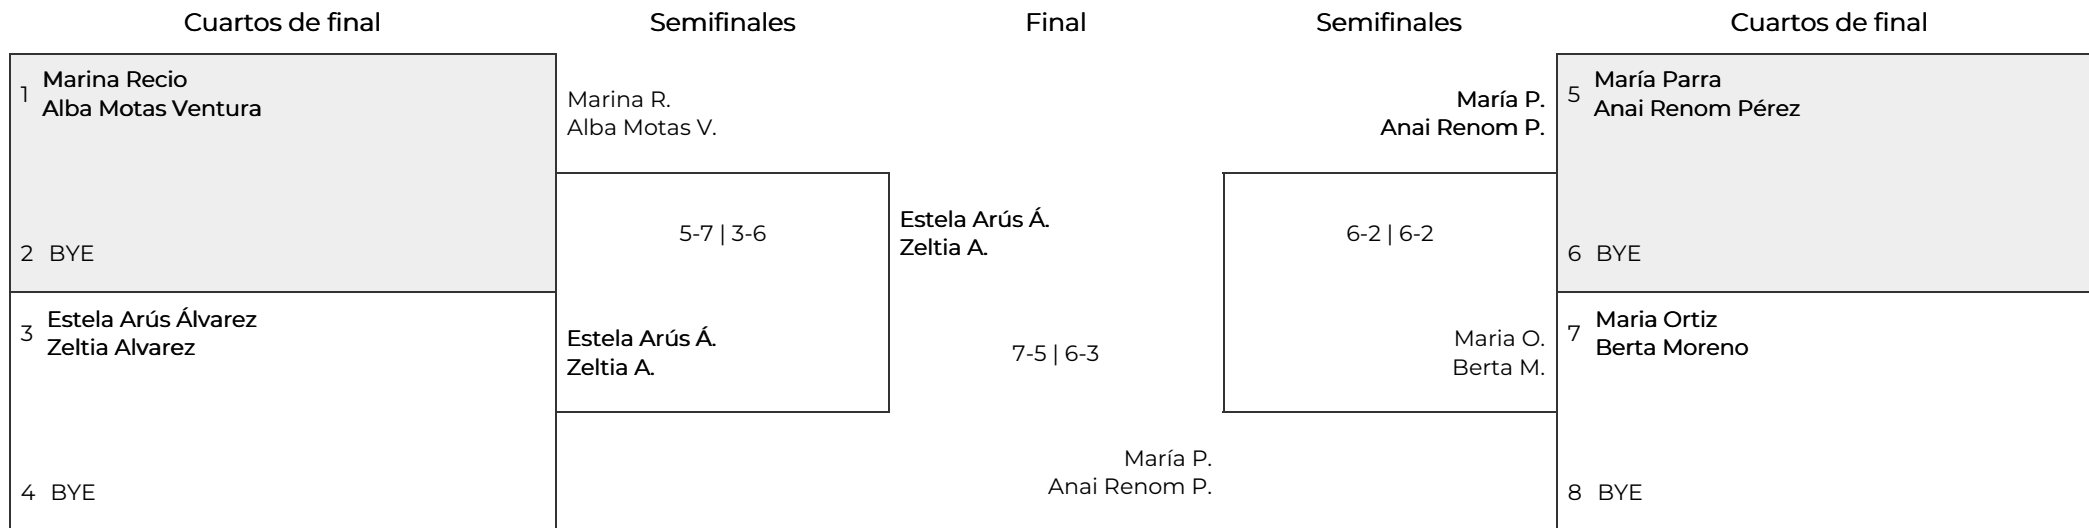 Cuartos de final
Semifinales
Final
Semifinales
Cuartos de final
1
Marina Recio
Alba Motas Ventura
2 BYE
3
Estela Arús Álvarez
Zeltia Alvarez
4 BYE
Marina R.
Alba Motas V.
5-7 | 3-6
Estela Arús Á.
Zeltia A.
Estela Arús Á.
Zeltia A.
7-5 | 6-3
María P.
Anai Renom P.
María P.
Anai Renom P.
6-2 | 6-2
Maria O.
Berta M.
5
María Parra
Anai Renom Pérez
6 BYE
7
Maria Ortiz
Berta Moreno
8 BYE